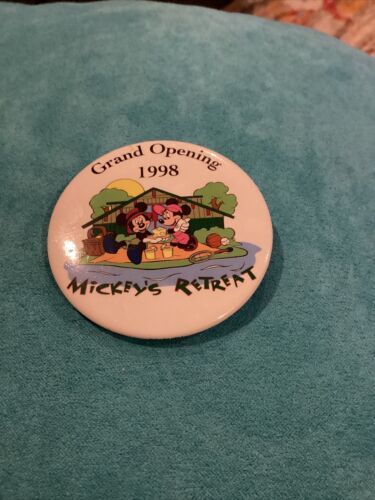 Grand Opening
1998
MICKEY'S RETREAT